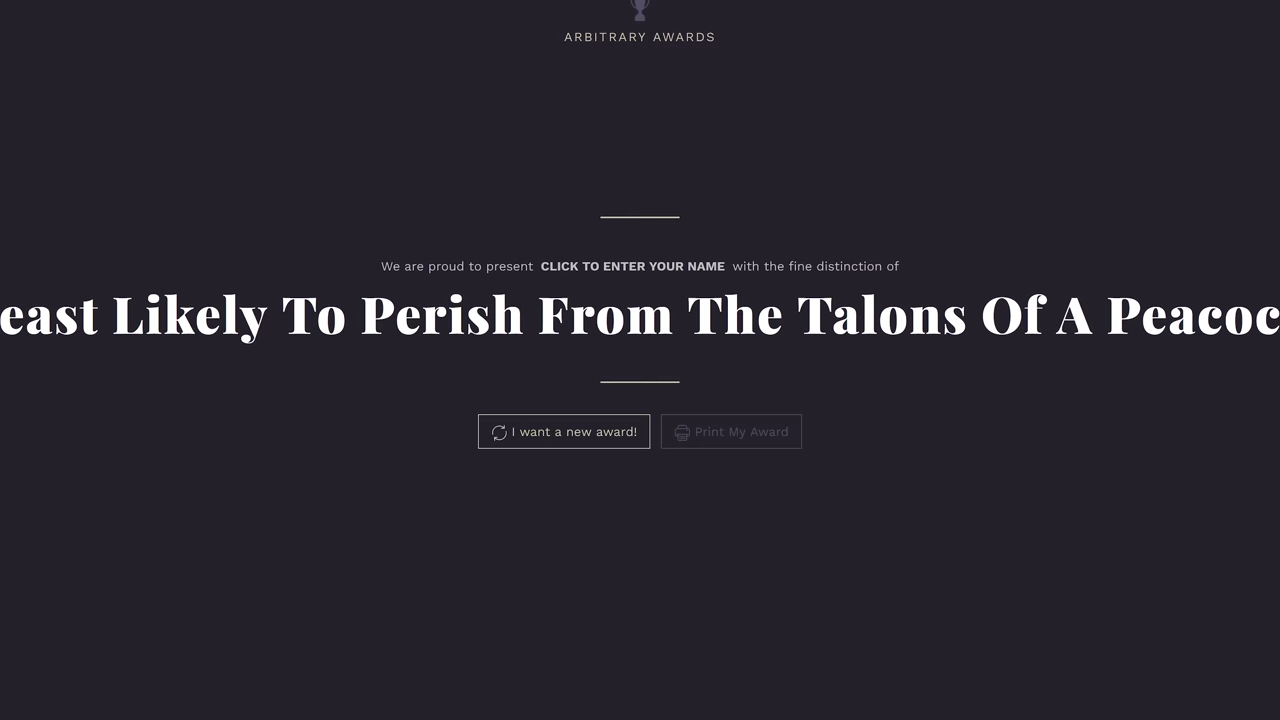 ARBITRARY AWARDS
We are proud to present CLICK TO ENTER YOUR NAME with the fine distinction of
east Likely To Perish From The Talons Of A Peacoc
I want a new award! Print My Award